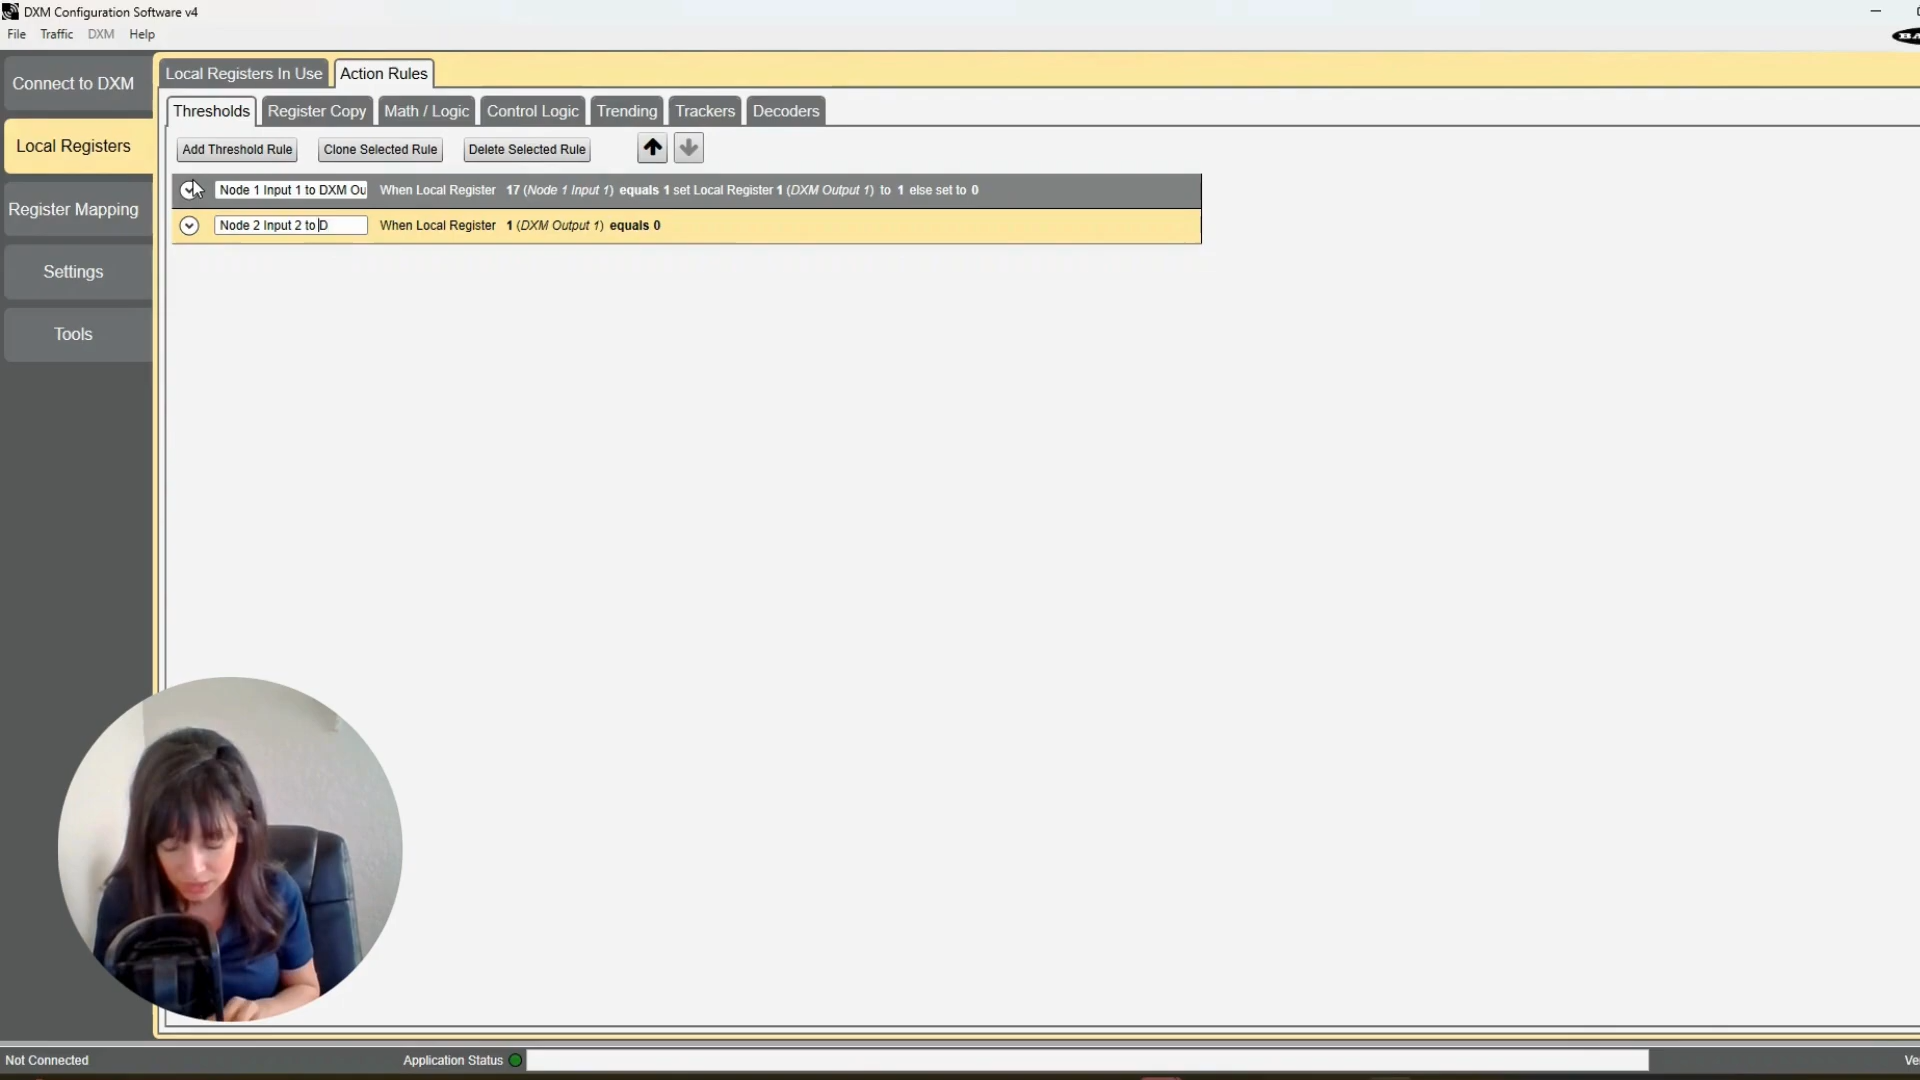 DXM Configuration Software v4
File Traffic DXM Help
Connect to DXM
Local Registers
Register Mapping
Settings
Tools
Local Registers In Use Action Rules
Thresholds Register Copy Math / Logic Control Logic Trending Trackers Decoders
Add Threshold Rule Clone Selected Rule Delete Selected Rule
Node 1 Input 1 to DXM Ou When Local Register 17 (Node 1 Input 1) equals 1 set Local Register 1 (DXM Output 1) to 1 else set to 0
Node 2 Input 2 to D When Local Register 1 (DXM Output 1) equals 0
Not Connected Application Status Ve